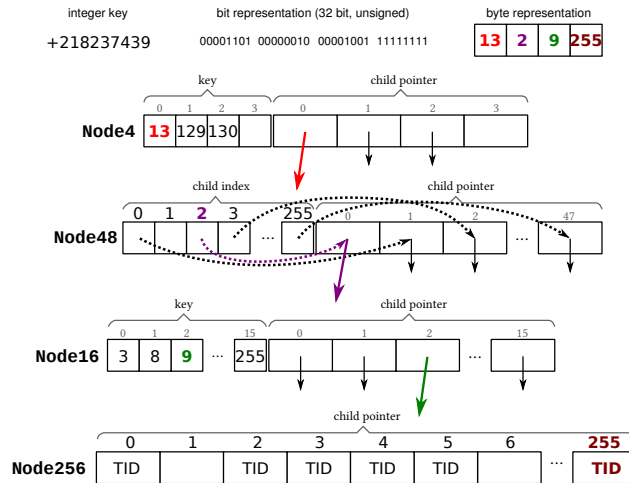 integer key bit representation (32 bit, unsigned) byte representation
+218237439 00001101 00000010 00001001 11111111 13 2 9 255
key child pointer
0 1 2 3 0 1 2 3
Node4 13 129 130
child index child pointer
0 1 2 3 255 0 1 2 47
Node48 ... ...
key child pointer
0 1 2 15 0 1 2 15
Node16 3 8 9 ... 255 ...
child pointer
0 1 2 3 4 5 6 255
Node256 TID TID TID TID TID ... TID